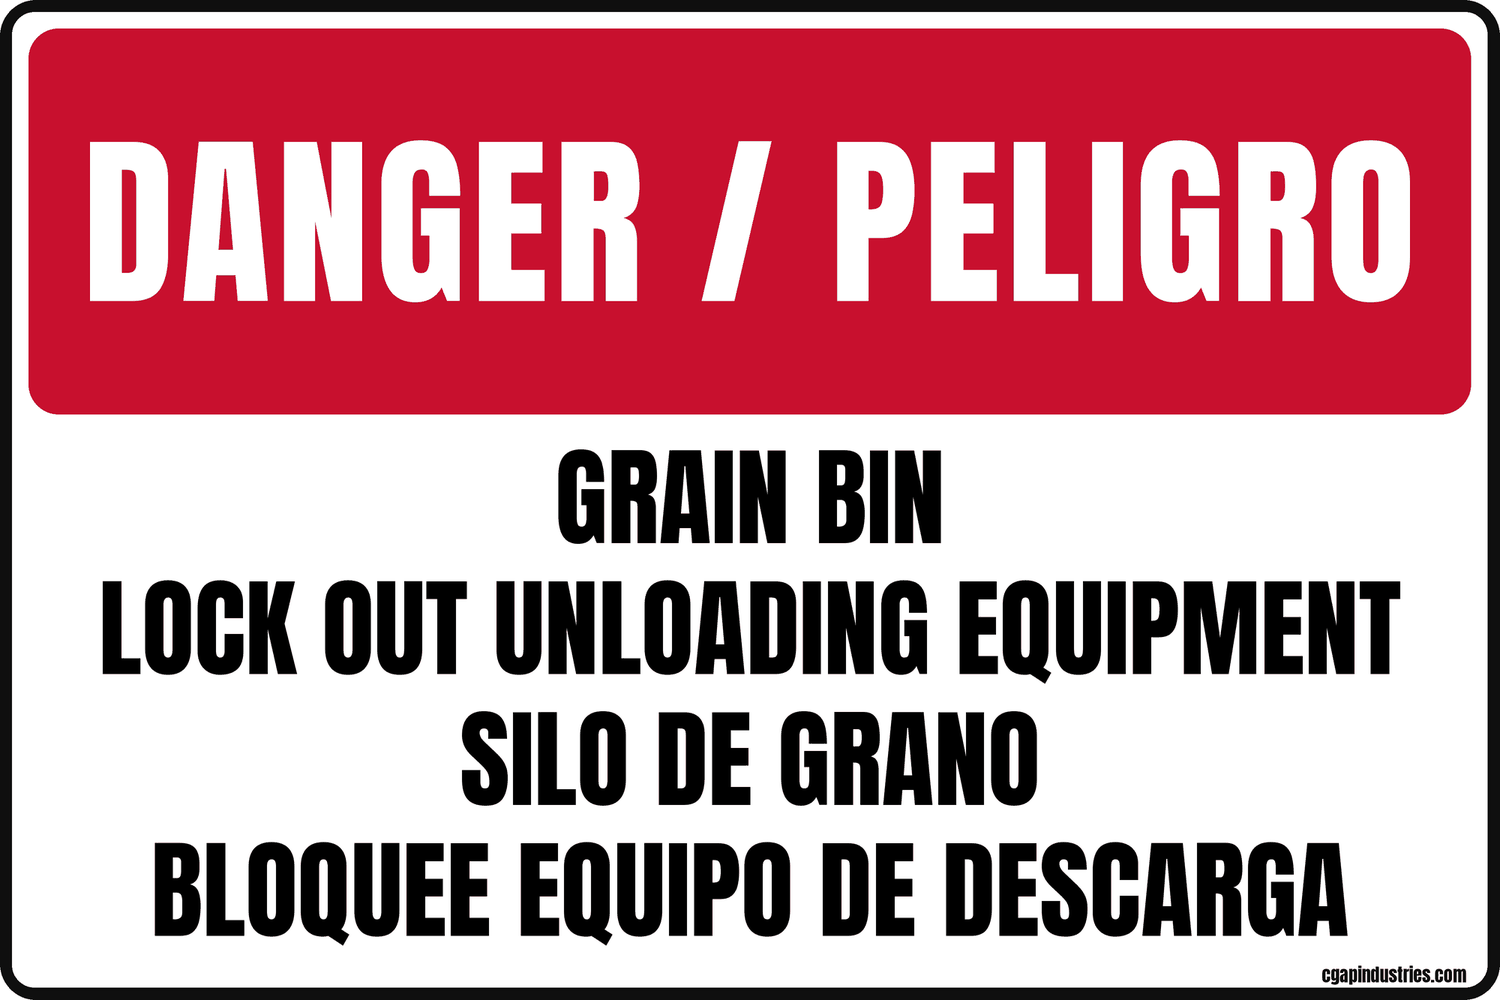 DANGER / PELIGRO
GRAIN BIN
LOCK OUT UNLOADING EQUIPMENT
SILO DE GRANO
BLOQUEE EQUIPO DE DESCARGA
cgapindustries.com